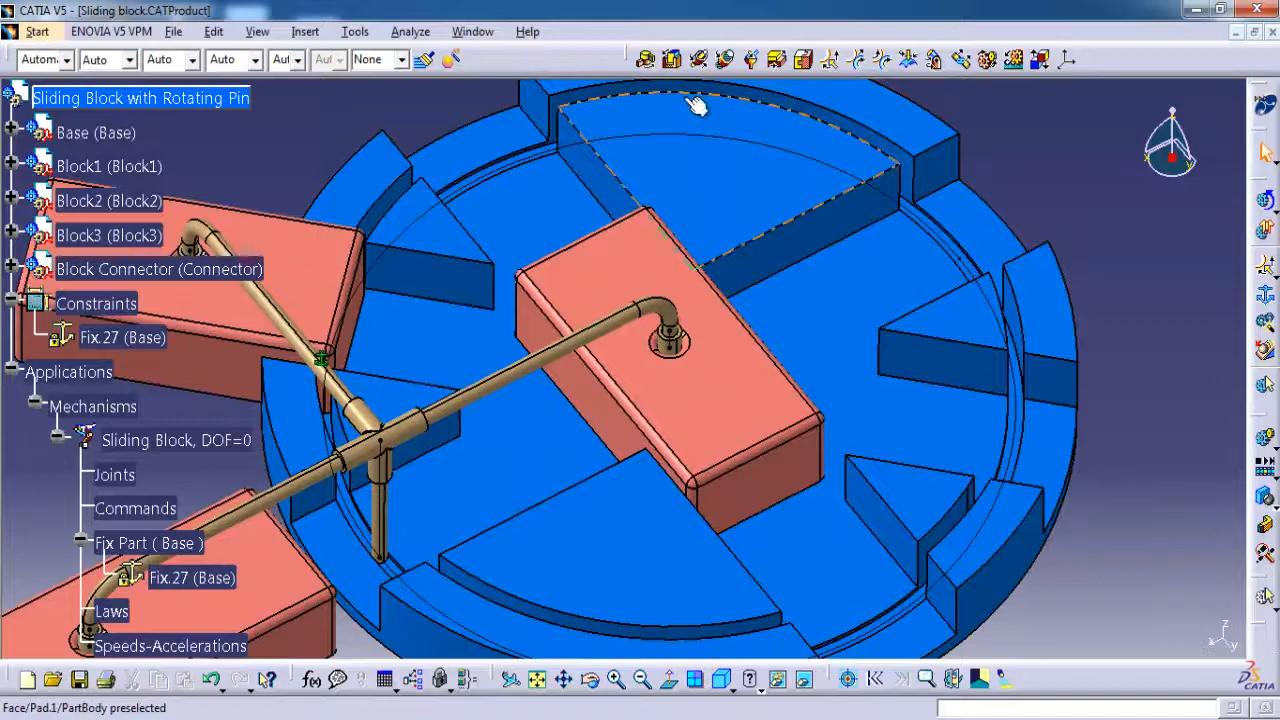 CATIA V5 - [Sliding block.CATProduct]
Start ENOVIA V5 VPM File Edit View Insert Tools Analyze Window Help
Autom Auto Auto Auto Aut Aut None
Sliding Block with Rotating Pin
Base (Base)
Block1 (Block1)
Block2 (Block2)
Block3 (Block3)
Block Connector (Connector)
Constraints
Fix.27 (Base)
Applications
Mechanisms
Sliding Block, DOF=0
Joints
Commands
Fix Part ( Base )
Fix.27 (Base)
Laws
Speeds-Accelerations
z
x y
f(x)
CATIA
Face/Pad.1/PartBody preselected